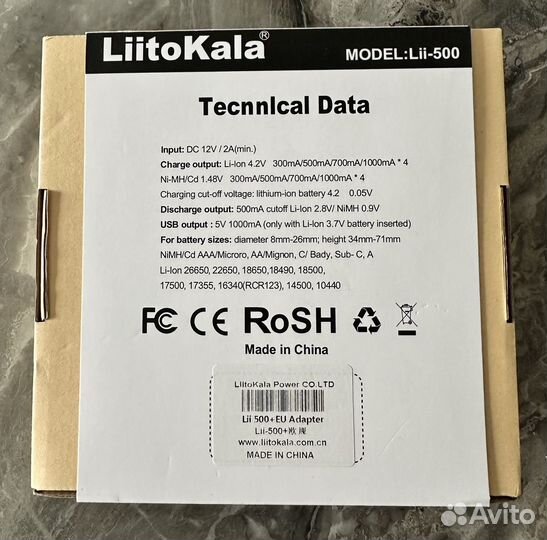 LiitoKala®
MODEL:Lii-500
Tecnnlcal Data
Input: DC 12V / 2A(min.)
Charge output: Li-Ion 4.2V 300mA/500mA/700mA/1000mA * 4
Ni-MH/Cd 1.48V 300mA/500mA/700mA/1000mA * 4
Charging cut-off voltage: lithium-ion battery 4.2 0.05V
Discharge output: 500mA cutoff Li-Ion 2.8V/ NiMH 0.9V
USB output : 5V 1000mA (only with Li-Ion 3.7V battery inserted)
For battery sizes: diameter 8mm-26mm; height 34mm-71mm
NiMH/Cd AAA/Microro, AA/Mignon, C/ Bady, Sub- C, A
Li-Ion 26650, 22650, 18650,18490, 18500,
17500, 17355, 16340(RCR123), 14500, 10440
FC CE RoSH
Made in China
LiitoKala Power CO.LTD
Lii 500+EU Adapter
Lii-500+欧规
www.liitokala.com.cn
MADE IN CHINA
Avito